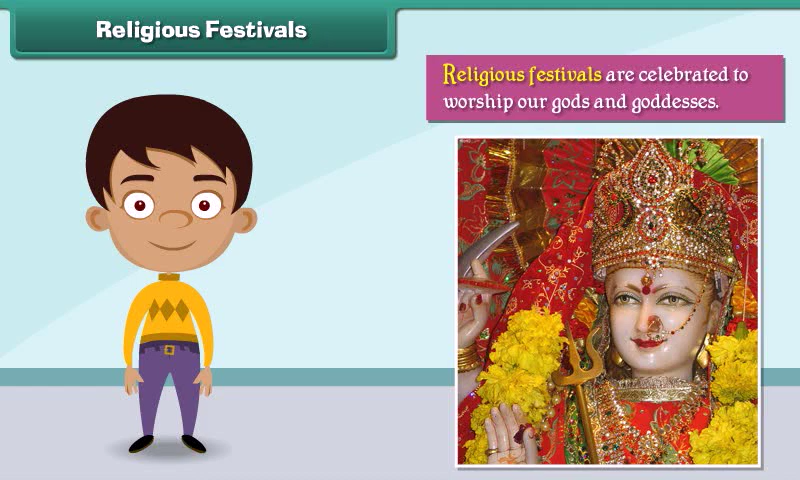 Religious Festivals
Religious festivals are celebrated to
worship our gods and goddesses.